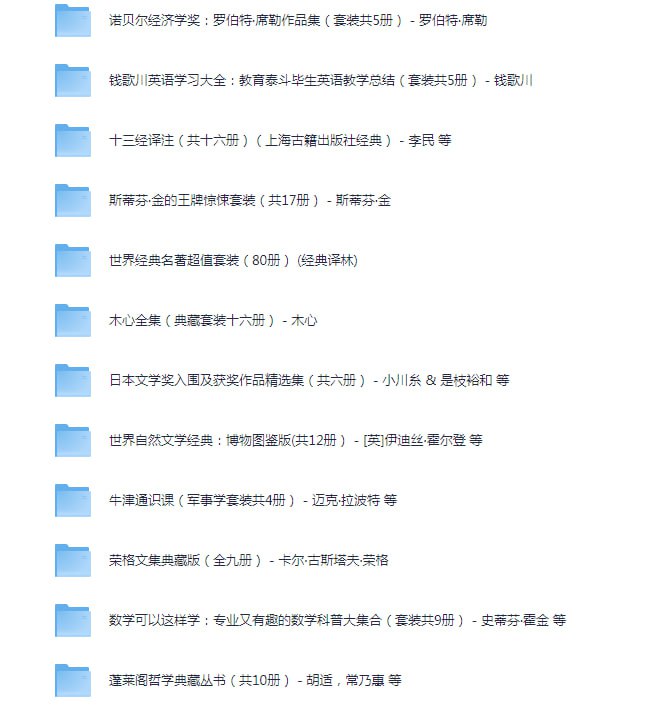 诺贝尔经济学奖：罗伯特·席勒作品集（套装共5册） - 罗伯特·席勒
钱歌川英语学习大全：教育泰斗毕生英语教学总结（套装共5册） - 钱歌川
十三经译注（共十六册）（上海古籍出版社经典） - 李民 等
斯蒂芬·金的王牌惊悚套装（共17册） - 斯蒂芬·金
世界经典名著超值套装（80册） (经典译林)
木心全集（典藏套装十六册） - 木心
日本文学奖入围及获奖作品精选集（共六册） - 小川糸 & 是枝裕和 等
世界自然文学经典：博物图鉴版(共12册） - [英]伊迪丝·霍尔登 等
牛津通识课（军事学套装共4册） - 迈克·拉波特 等
荣格文集典藏版（全九册） - 卡尔·古斯塔夫·荣格
数学可以这样学：专业又有趣的数学科普大集合（套装共9册） - 史蒂芬·霍金 等
蓬莱阁哲学典藏丛书（共10册） - 胡适，常乃惪 等